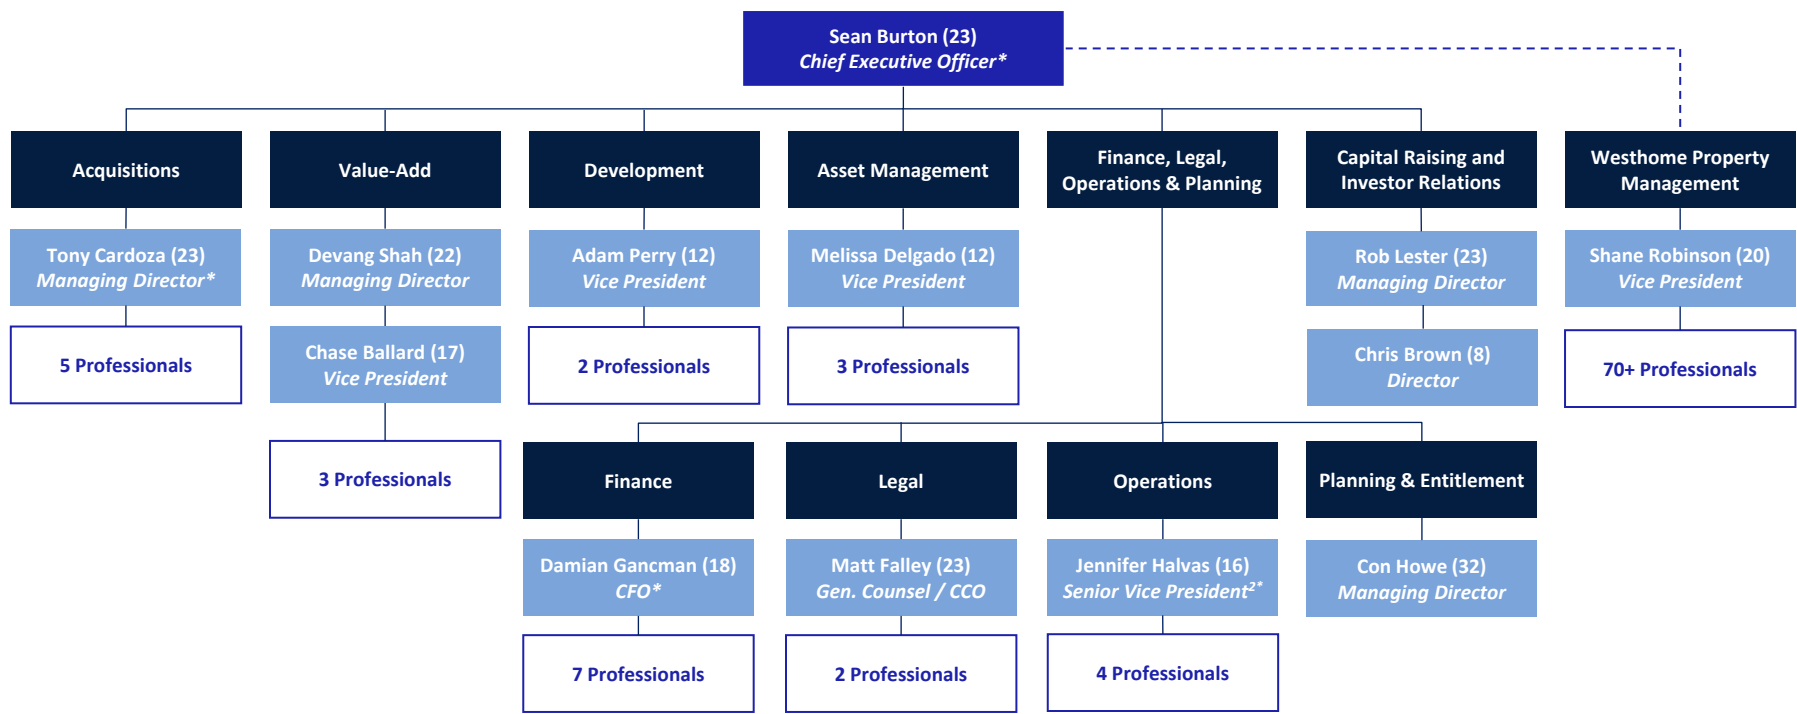 Sean Burton (23)
Chief Executive Officer*
Acquisitions
Value-Add
Development
Asset Management
Finance, Legal,
Operations & Planning
Capital Raising and
Investor Relations
Westhome Property
Management
Tony Cardoza (23)
Managing Director*
Devang Shah (22)
Managing Director
Adam Perry (12)
Vice President
Melissa Delgado (12)
Vice President
Rob Lester (23)
Managing Director
Shane Robinson (20)
Vice President
5 Professionals
Chase Ballard (17)
Vice President
2 Professionals
3 Professionals
Chris Brown (8)
Director
70+ Professionals
3 Professionals
Finance
Legal
Operations
Planning & Entitlement
Damian Gancman (18)
CFO*
Matt Falley (23)
Gen. Counsel / CCO
Jennifer Halvas (16)
Senior Vice President²*
Con Howe (32)
Managing Director
7 Professionals
2 Professionals
4 Professionals